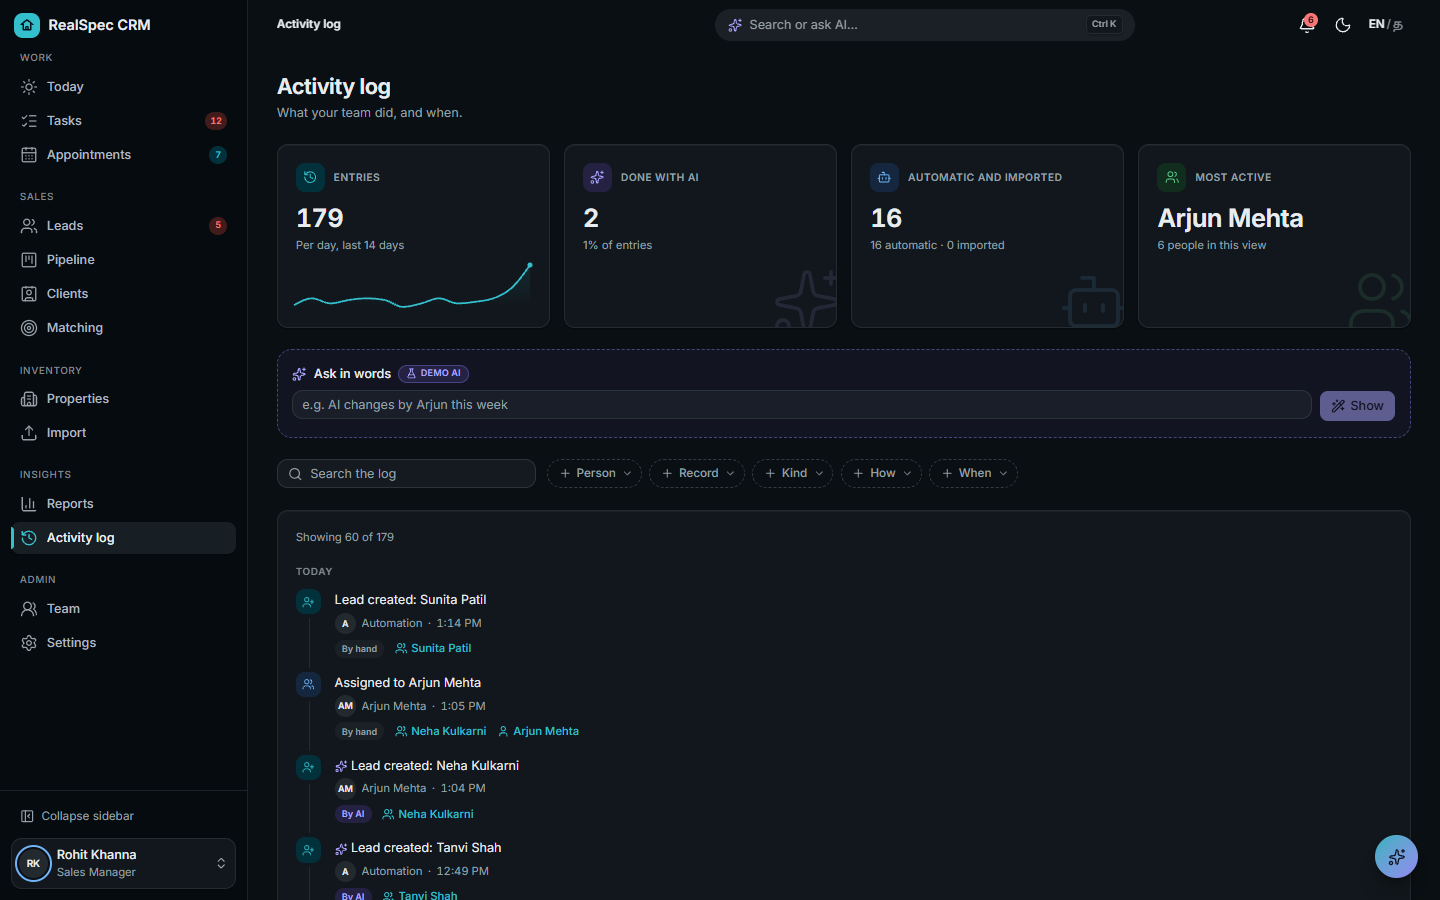 RealSpec CRM
WORK
Today
Tasks
12
Appointments
7
SALES
Leads
5
Pipeline
Clients
Matching
INVENTORY
Properties
Import
INSIGHTS
Reports
Activity log
ADMIN
Team
Settings
Collapse sidebar
RK
Rohit Khanna
Sales Manager
Activity log
Search or ask AI...
Ctrl K
6
EN / த
Activity log
What your team did, and when.
ENTRIES
179
Per day, last 14 days
DONE WITH AI
2
1% of entries
AUTOMATIC AND IMPORTED
16
16 automatic · 0 imported
MOST ACTIVE
Arjun Mehta
6 people in this view
Ask in words
DEMO AI
e.g. AI changes by Arjun this week
Show
Search the log
Person
Record
Kind
How
When
Showing 60 of 179
TODAY
Lead created: Sunita Patil
A Automation · 1:14 PM
By hand Sunita Patil
Assigned to Arjun Mehta
AM Arjun Mehta · 1:05 PM
By hand Neha Kulkarni Arjun Mehta
Lead created: Neha Kulkarni
AM Arjun Mehta · 1:04 PM
By AI Neha Kulkarni
Lead created: Tanvi Shah
A Automation · 12:49 PM
By AI Tanvi Shah